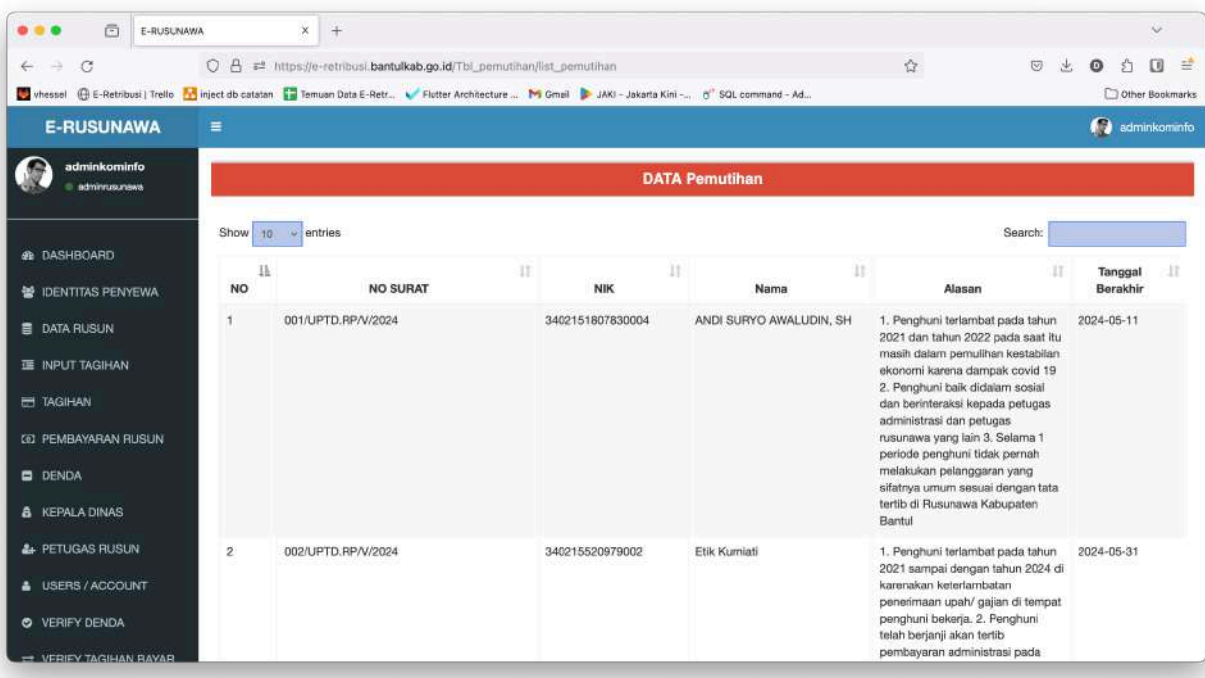 E-RUSUNAWA
https://e-retribusi.bantulkab.go.id/Tbl_pemutihan/list_pemutihan
vhessel E-Retribusi | Trello inject db catatan Temuan Data E-Retr... Flutter Architecture ... Gmail JAKI - Jakarta Kini -... SQL command - Ad... Other Bookmarks
E-RUSUNAWA adminkominfo
adminkominfo
adminrusunawa
DATA Pemutihan
Show 10 entries Search:
DASHBOARD
IDENTITAS PENYEWA
DATA RUSUN
INPUT TAGIHAN
TAGIHAN
PEMBAYARAN RUSUN
DENDA
KEPALA DINAS
PETUGAS RUSUN
USERS / ACCOUNT
VERIFY DENDA
VERIFY TAGIHAN BAYAR
NO NO SURAT NIK Nama Alasan Tanggal
Berakhir
1 001/UPTD.RP/V/2024 3402151807830004 ANDI SURYO AWALUDIN, SH 1. Penghuni terlambat pada tahun 2024-05-11
2021 dan tahun 2022 pada saat itu
masih dalam pemulihan kestabilan
ekonomi karena dampak covid 19
2. Penghuni baik didalam sosial
dan berinteraksi kepada petugas
administrasi dan petugas
rusunawa yang lain 3. Selama 1
periode penghuni tidak pernah
melakukan pelanggaran yang
sifatnya umum sesuai dengan tata
tertib di Rusunawa Kabupaten
Bantul
2 002/UPTD.RP/V/2024 340215520979002 Etik Kurniati 1. Penghuni terlambat pada tahun 2024-05-31
2021 sampai dengan tahun 2024 di
karenakan keterlambatan
penerimaan upah/ gajian di tempat
penghuni bekerja. 2. Penghuni
telah berjanji akan tertib
pembayaran administrasi pada